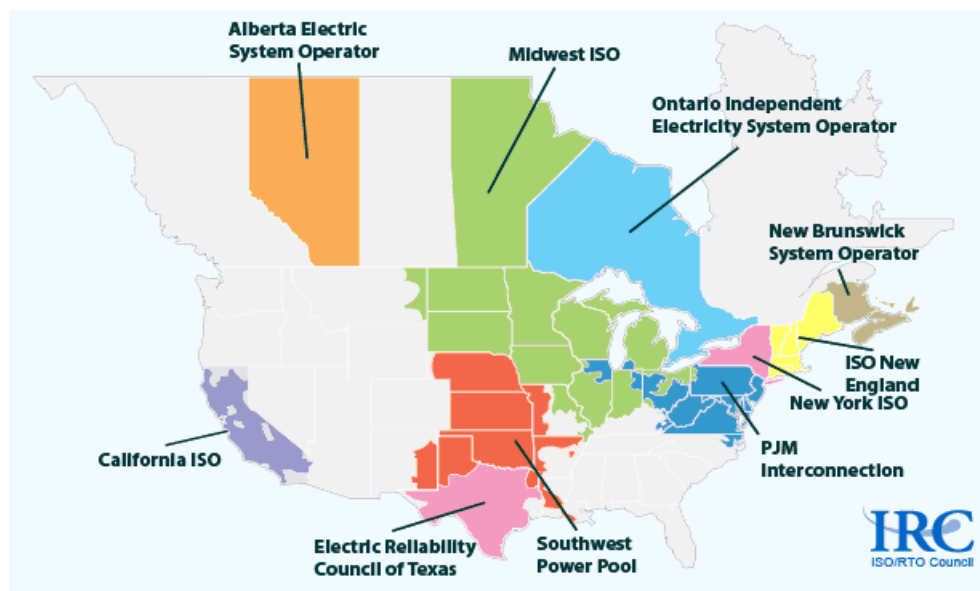 Alberta Electric
System Operator
Midwest ISO
Ontario Independent
Electricity System Operator
New Brunswick
System Operator
ISO New
England
New York ISO
California ISO
PJM
Interconnection
Electric Reliability
Council of Texas
Southwest
Power Pool
IRC
ISO/RTO Council